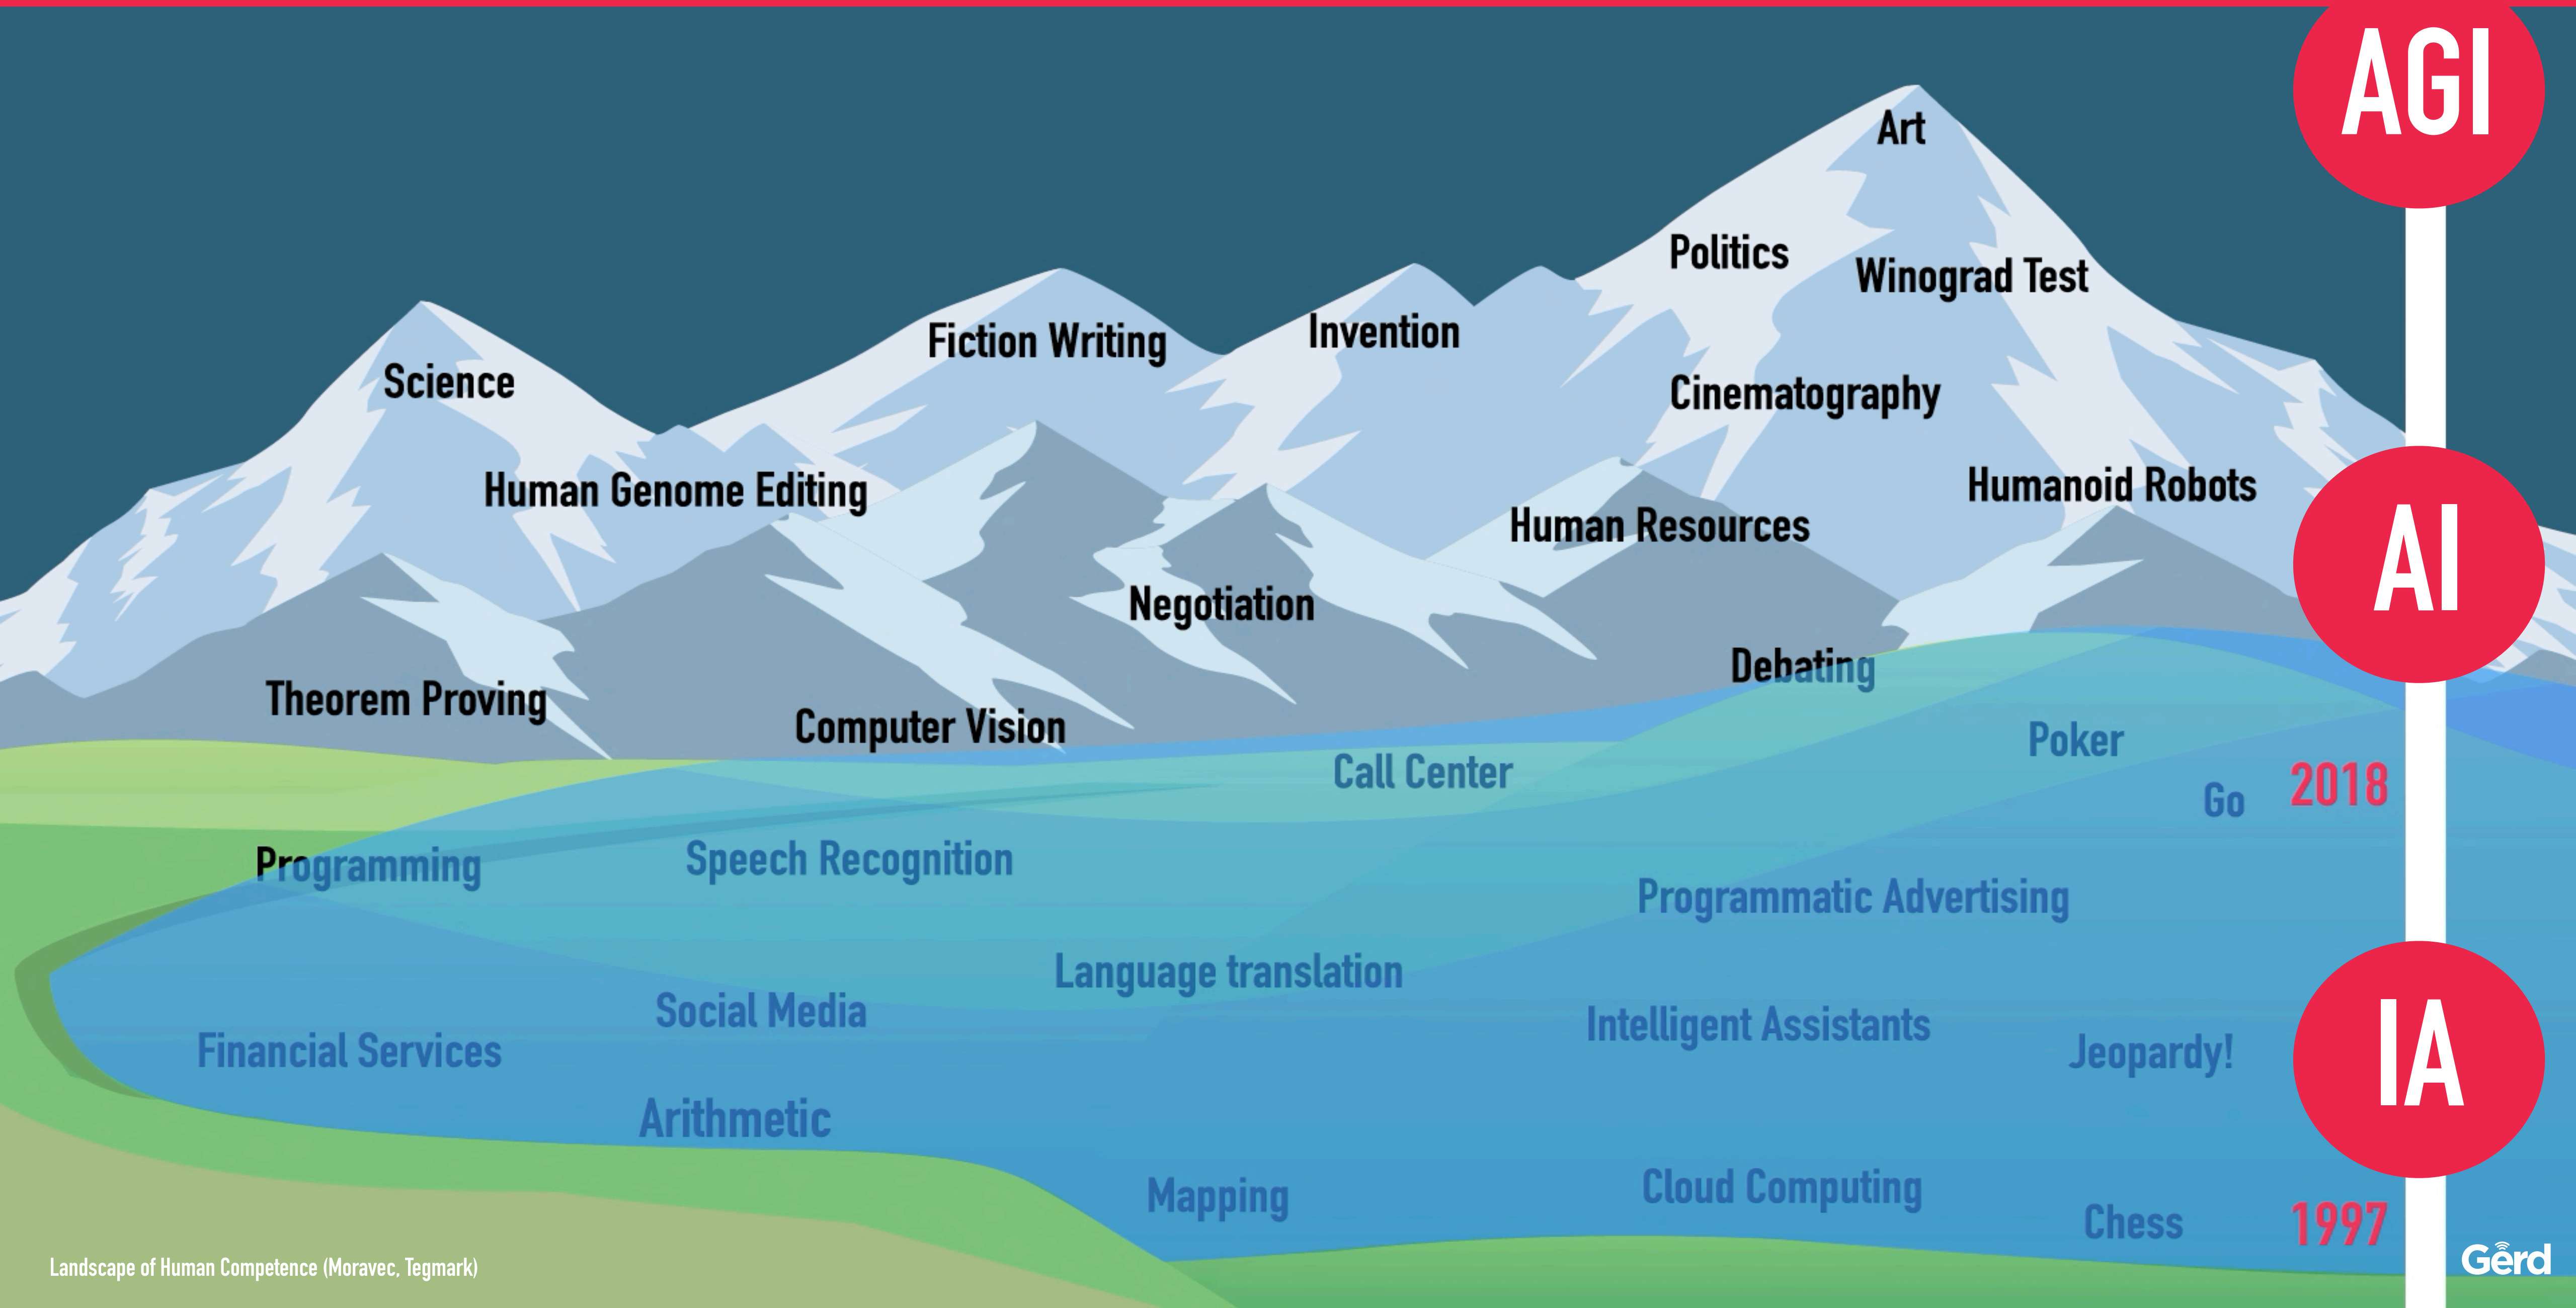 AGI
Art
Politics
Winograd Test
Fiction Writing
Invention
Science
Cinematography
Human Genome Editing
Humanoid Robots
Human Resources
AI
Negotiation
Debating
Theorem Proving
Computer Vision
Poker
Call Center
2018
Go
Programming
Speech Recognition
Programmatic Advertising
Language translation
Social Media
Intelligent Assistants
Financial Services
Jeopardy!
IA
Arithmetic
Mapping
Cloud Computing
Chess
1997
Landscape of Human Competence (Moravec, Tegmark)
Gerd